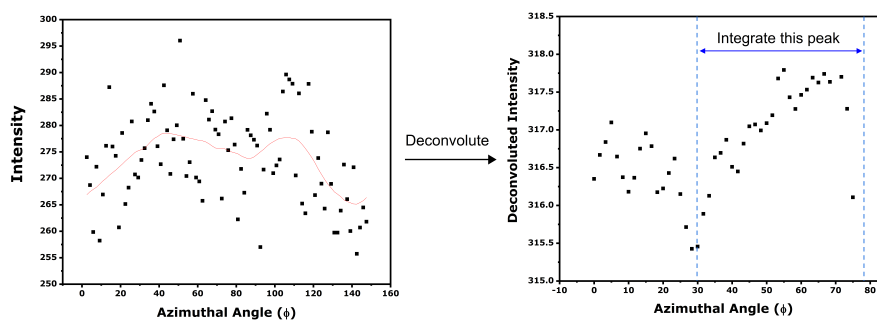 300
295
290
285
280
275
270
265
260
255
250
Intensity
0 20 40 60 80 100 120 140 160
Azimuthal Angle (ϕ)
Deconvolute
318.5
318.0
317.5
317.0
316.5
316.0
315.5
315.0
Deconvoluted Intensity
Integrate this peak
-10 0 10 20 30 40 50 60 70 80
Azimuthal Angle (ϕ)